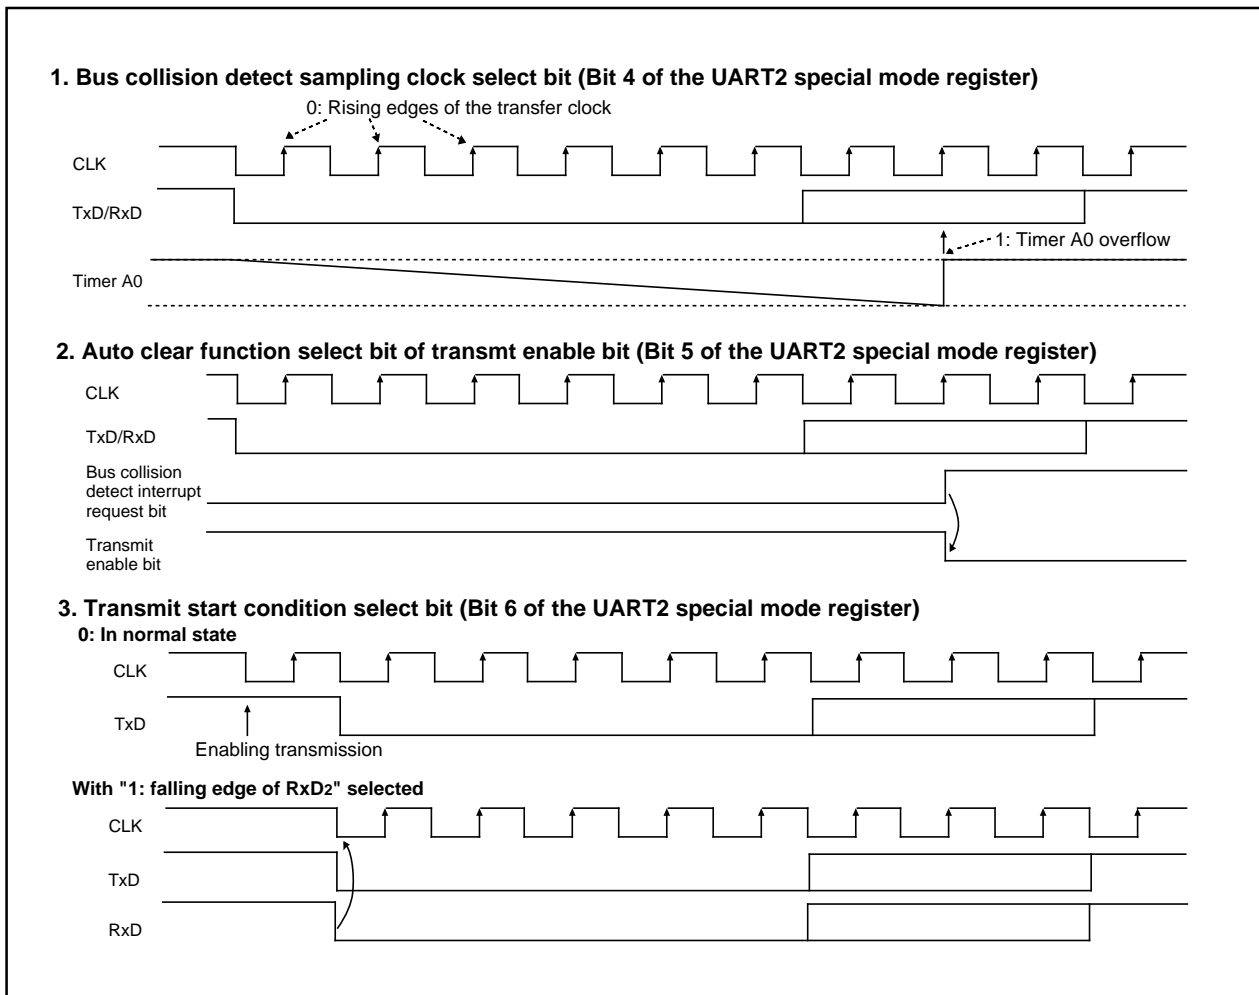 1. Bus collision detect sampling clock select bit (Bit 4 of the UART2 special mode register)
0: Rising edges of the transfer clock
CLK
TxD/RxD
1: Timer A0 overflow
Timer A0
2. Auto clear function select bit of transmt enable bit (Bit 5 of the UART2 special mode register)
CLK
TxD/RxD
Bus collision
detect interrupt
request bit
Transmit
enable bit
3. Transmit start condition select bit (Bit 6 of the UART2 special mode register)
0: In normal state
CLK
TxD
Enabling transmission
With "1: falling edge of RxD2" selected
CLK
TxD
RxD